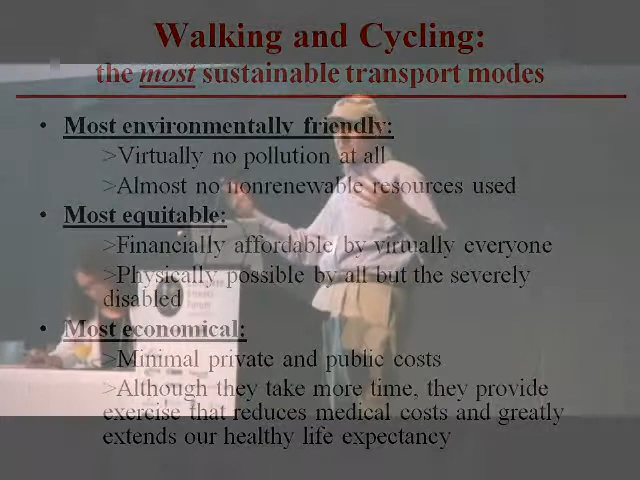 Walking and Cycling:
the most sustainable transport modes
• Most environmentally friendly:
>Virtually no pollution at all
>Almost no nonrenewable resources used
• Most equitable:
>Financially affordable by virtually everyone
>Physically possible by all but the severely
disabled
• Most economical:
>Minimal private and public costs
>Although they take more time, they provide
exercise that reduces medical costs and greatly
extends our healthy life expectancy